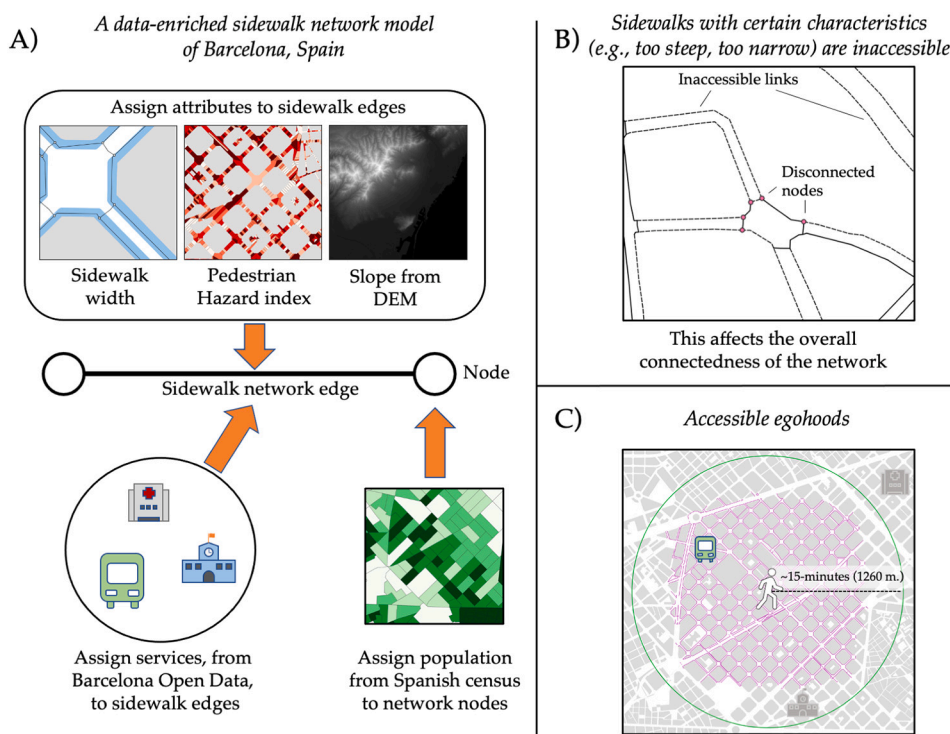 A)
A data-enriched sidewalk network model
of Barcelona, Spain
Assign attributes to sidewalk edges
Sidewalk
width
Pedestrian
Hazard index
Slope from
DEM
Node
Sidewalk network edge
Assign services, from
Barcelona Open Data,
to sidewalk edges
Assign population
from Spanish census
to network nodes
B)
Sidewalks with certain characteristics
(e.g., too steep, too narrow) are inaccessible
Inaccessible links
Disconnected
nodes
This affects the overall
connectedness of the network
C)
Accessible egohoods
~15-minutes (1260 m.)